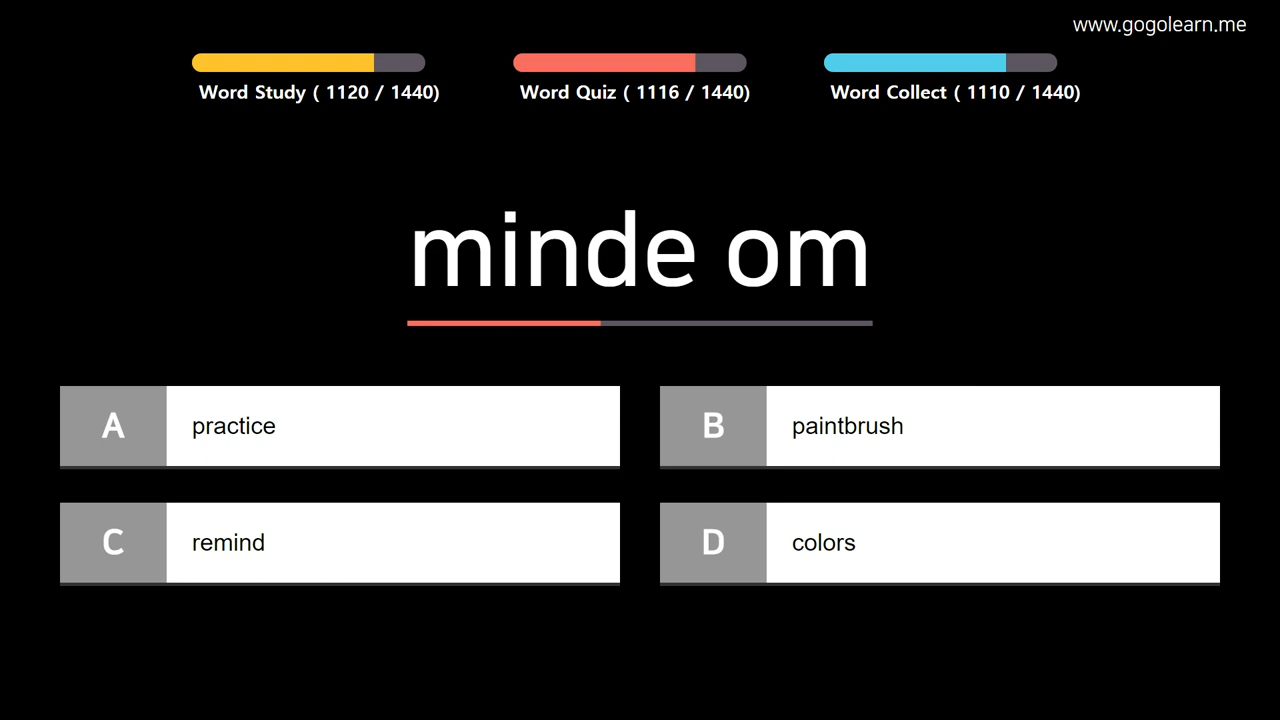 www.gogolearn.me
Word Study ( 1120 / 1440)
Word Quiz ( 1116 / 1440)
Word Collect ( 1110 / 1440)
minde om
A practice
B paintbrush
C remind
D colors